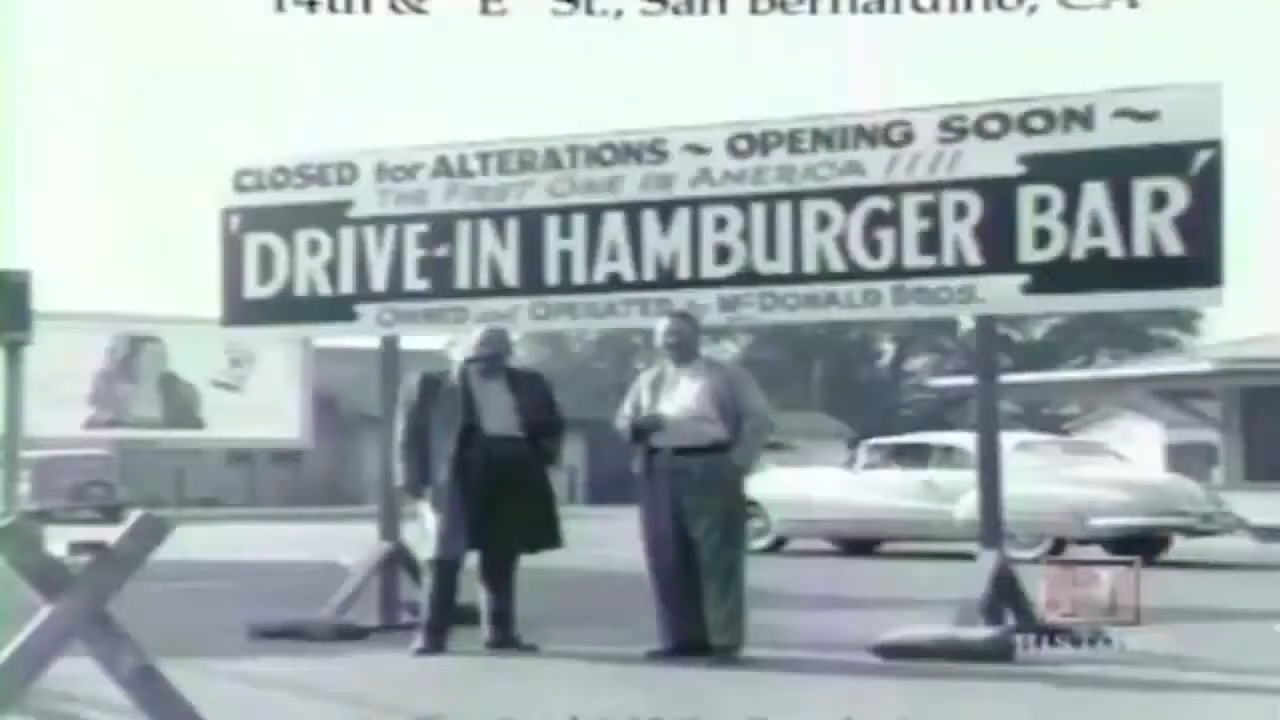 14th & "E" St., San Bernardino, CA
CLOSED for ALTERATIONS ~ OPENING SOON ~
THE FIRST ONE IN AMERICA !!!!
'DRIVE-IN HAMBURGER BAR'
OWNED and OPERATED by McDONALD BROS.